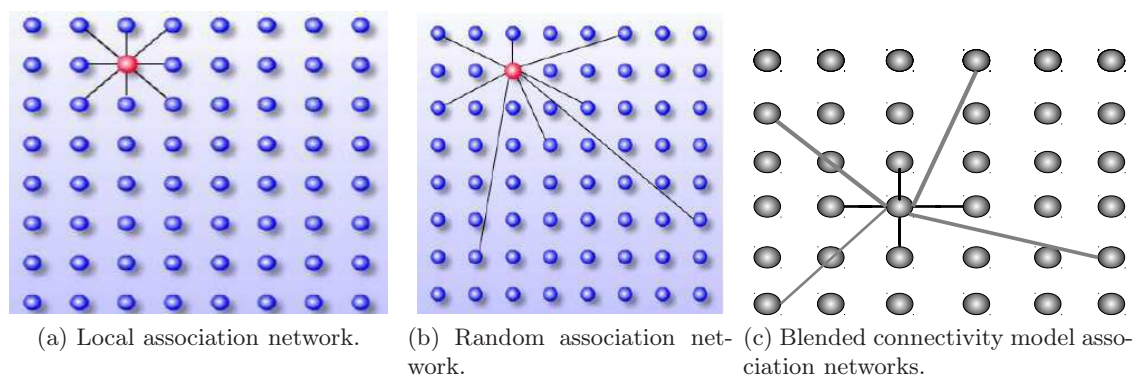 (a) Local association network.
(b) Random association net-
work.
(c) Blended connectivity model asso-
ciation networks.